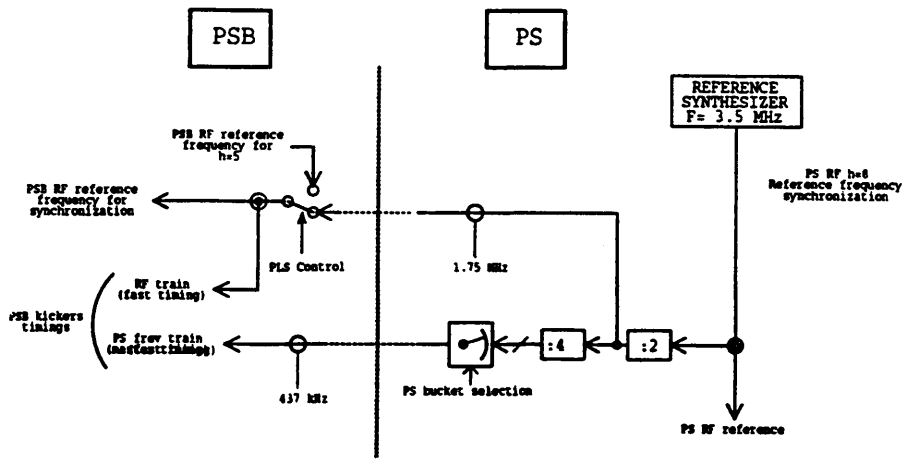 PSB
PS
REFERENCE
SYNTHESIZER
F= 3.5 MHz
PSB RF reference
frequency for
h=5
PS RF h=8
Reference frequency
synchronization
PSB RF reference
frequency for
synchronization
PLS Control
1.75 MHz
RF train
(fast timing)
PSB kickers
timings
PS frev train
:4
:2
437 kHz
PS bucket selection
PS RF reference